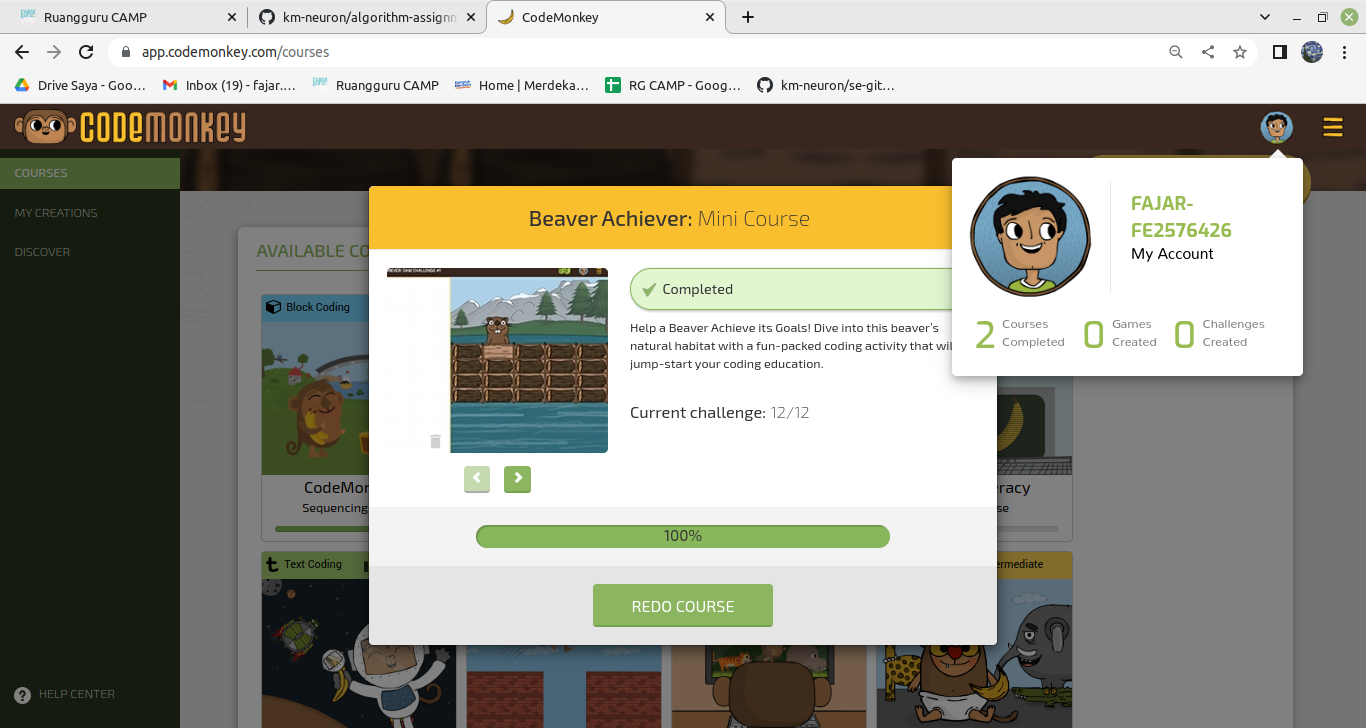 Ruangguru CAMP
km-neuron/algorithm-assignm
CodeMonkey
app.codemonkey.com/courses
Drive Saya - Goo...
Inbox (19) - fajar....
Ruangguru CAMP
Home | Merdeka...
RG CAMP - Goog...
km-neuron/se-git...
CODEMONKEY
COURSES
MY CREATIONS
DISCOVER
HELP CENTER
AVAILABLE CO
Block Coding
CodeMon
Sequencing
Text Coding
Beaver Achiever: Mini Course
Completed
Help a Beaver Achieve its Goals! Dive into this beaver's
natural habitat with a fun-packed coding activity that wil
jump-start your coding education.
Current challenge: 12/12
100%
REDO COURSE
FAJAR-
FE2576426
My Account
2 Courses Completed
0 Games Created
0 Challenges Created
eracy
se
ermediate